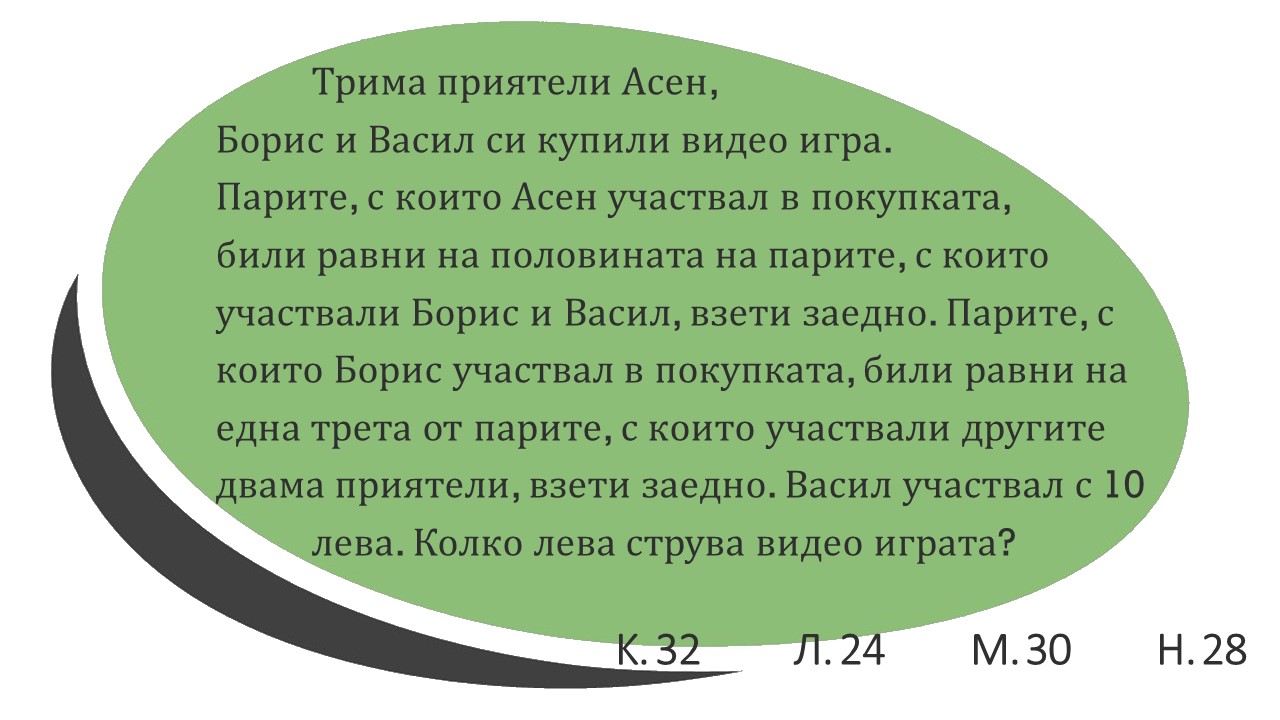 Трима приятели Асен,
Борис и Васил си купили видео игра.
Парите, с които Асен участвал в покупката,
били равни на половината на парите, с които
участвали Борис и Васил, взети заедно. Парите, с
които Борис участвал в покупката, били равни на
една трета от парите, с които участвали другите
двама приятели, взети заедно. Васил участвал с 10
лева. Колко лева струва видео играта?
К. 32 Л. 24 М. 30 Н. 28